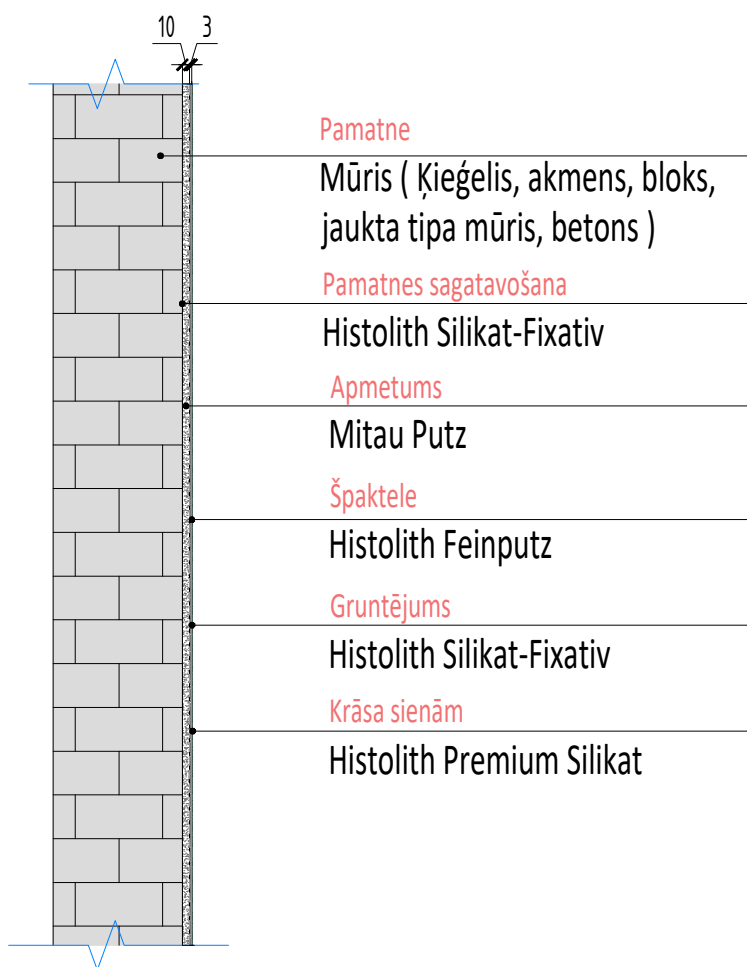 10 3
Pamatne
Mūris ( Ķieģelis, akmens, bloks,
jaukta tipa mūris, betons )
Pamatnes sagatavošana
Histolith Silikat-Fixativ
Apmetums
Mitau Putz
Špaktele
Histolith Feinputz
Gruntējums
Histolith Silikat-Fixativ
Krāsa sienām
Histolith Premium Silikat